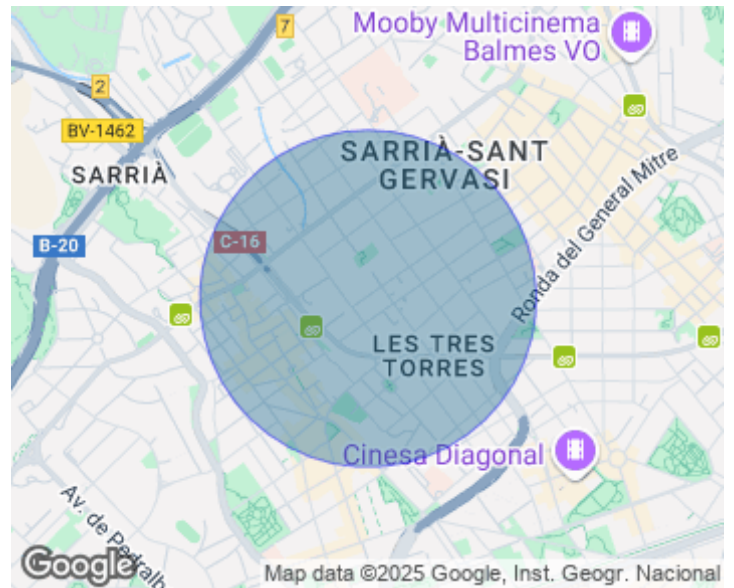 7
Mooby Multicinema
Balmes VO
2
BV-1462
SARRIÀ-SANT
GERVASI
SARRIÀ
Ronda del General Mitre
B-20
C-16
LES TRES
TORRES
Cinesa Diagonal
Av. de Pedralb
Google
Map data ©2025 Google, Inst. Geogr. Nacional